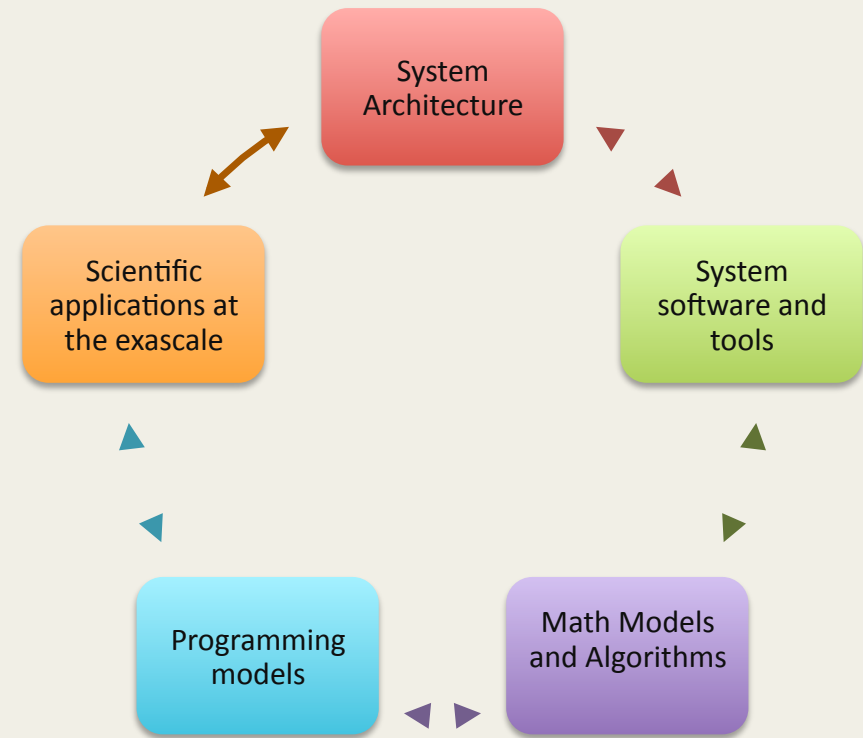 System
Architecture
Scientific
applications at
the exascale
System
software and
tools
Programming
models
Math Models
and Algorithms